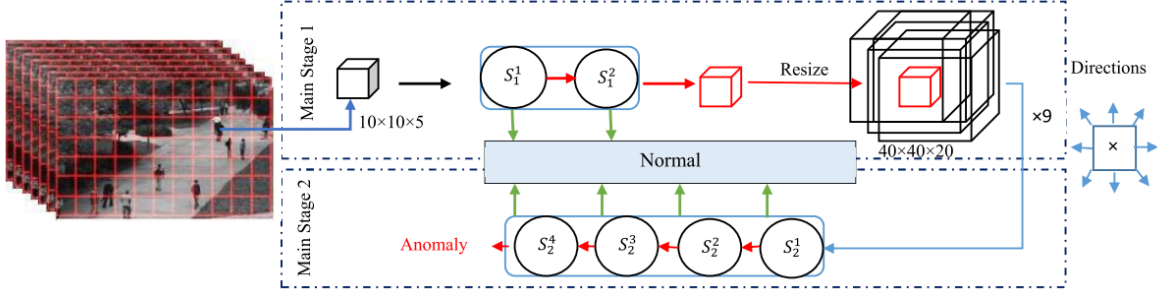 Main Stage 1
10×10×5
S₁¹
S₁²
Resize
40×40×20
×9
Directions
×
Normal
Main Stage 2
Anomaly
S₂⁴
S₂³
S₂²
S₂¹